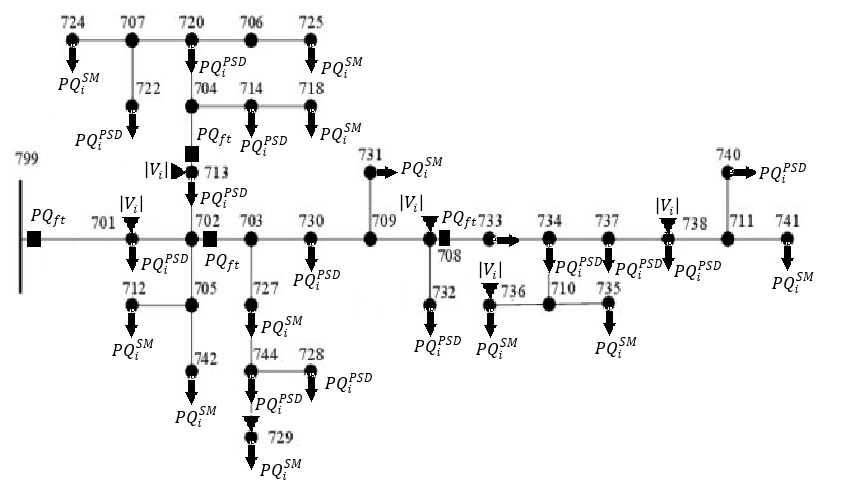 724 707 720 706 725
PQ_i^{SM} PQ_i^{PSD} PQ_i^{SM}
722 704 714 718
PQ_i^{PSD} PQ_{ft} PQ_i^{PSD} PQ_i^{SM}
799 |V_i| 713 731 PQ_i^{SM} 740 PQ_i^{PSD}
PQ_{ft} |V_i| PQ_i^{PSD} |V_i| |V_i|
701 702 703 730 709 PQ_{ft} 733 734 737 738 711 741
PQ_i^{PSD} PQ_{ft} PQ_i^{PSD} 708 |V_i| PQ_i^{PSD} PQ_i^{PSD} PQ_i^{PSD} PQ_i^{SM}
712 705 727 732 736 710 735
PQ_i^{SM} PQ_i^{SM} PQ_i^{PSD} PQ_i^{SM} PQ_i^{SM}
742 744 728
PQ_i^{SM} PQ_i^{PSD} PQ_i^{PSD}
729
PQ_i^{SM}